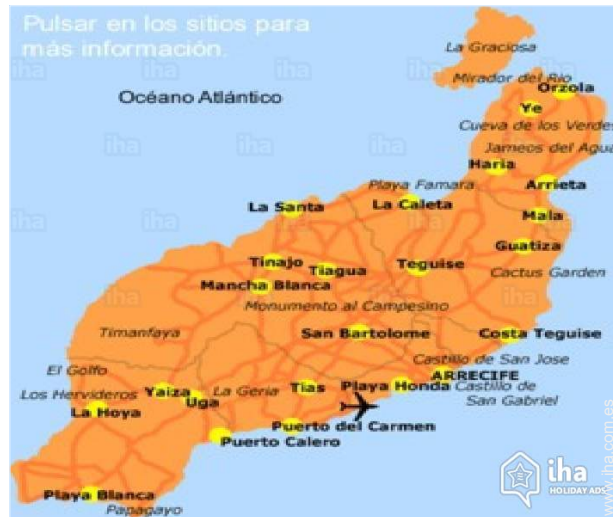 Pulsar en los sitios para
más información.
La Graciosa
Mirador del Rio
Orzola
Océano Atlántico
Ye
Cueva de los Verdes
Jameos del Agua
Haria
Playa Famara
Arrieta
La Santa
La Caleta
Mala
Guatiza
Tinajo
Tiagua
Teguise
Cactus Garden
Mancha Blanca
Monumento al Campesino
Timanfaya
San Bartolome
Costa Teguise
Castillo de San Jose
El Golfo
ARRECIFE
Los Hervideros
Yaiza
La Geria
Tias
Playa Honda
Castillo de
San Gabriel
Uga
La Hoya
Puerto del Carmen
Puerto Calero
Playa Blanca
Papagayo
iha
HOLIDAY ADS
www.iha.com.es